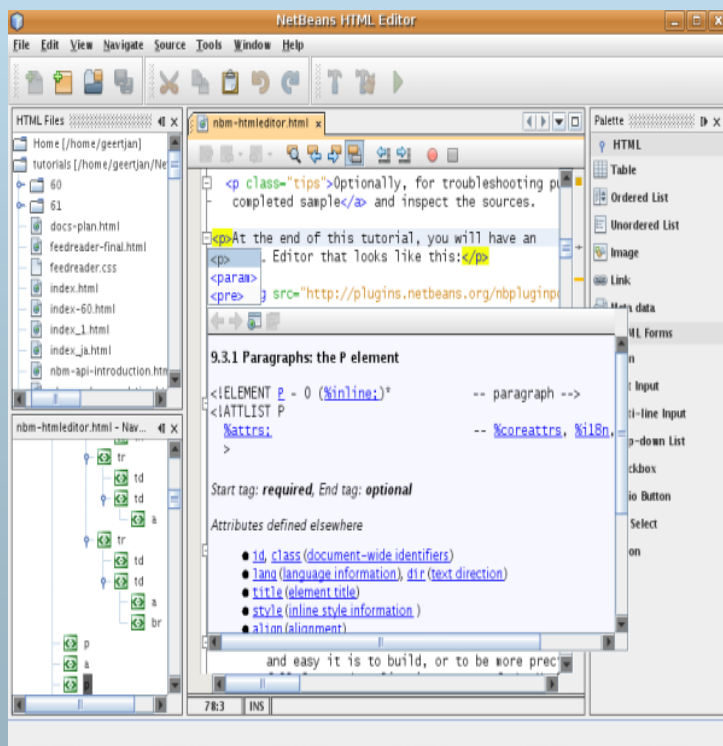 NetBeans HTML Editor
File Edit View Navigate Source Tools Window Help
HTML Files
Home [/home/geertjan]
tutorials [/home/geertjan/Ne
60
61
docs-plan.html
feedreader-final.html
feedreader.css
index.html
index-60.html
index_1.html
index_ja.html
nbm-api-introduction.htm
nbm-htmleditor.html - Nav...
tr
td
td
a
tr
td
td
a
br
p
a
p
nbm-htmleditor.html
<p class="tips">Optionally, for troubleshooting pu
completed sample</a> and inspect the sources.
<p>At the end of this tutorial, you will have an
. Editor that looks like this:</p>
g src="http://plugins.netbeans.org/nbpluginpo
<p>
<param>
<pre>
9.3.1 Paragraphs: the P element
<!ELEMENT P - O (%inline;)* -- paragraph -->
<!ATTLIST P
%attrs; -- %coreattrs, %i18n,
>
Start tag: required, End tag: optional
Attributes defined elsewhere
id, class (document-wide identifiers)
lang (language information), dir (text direction)
title (element title)
style (inline style information )
align (alignment)
and easy it is to build, or to be more prec
78:3 INS
Palette
HTML
Table
Ordered List
Unordered List
Image
Link
Meta data
ML Forms
t Input
ti-line Input
p-down List
ckbox
io Button
Select
on